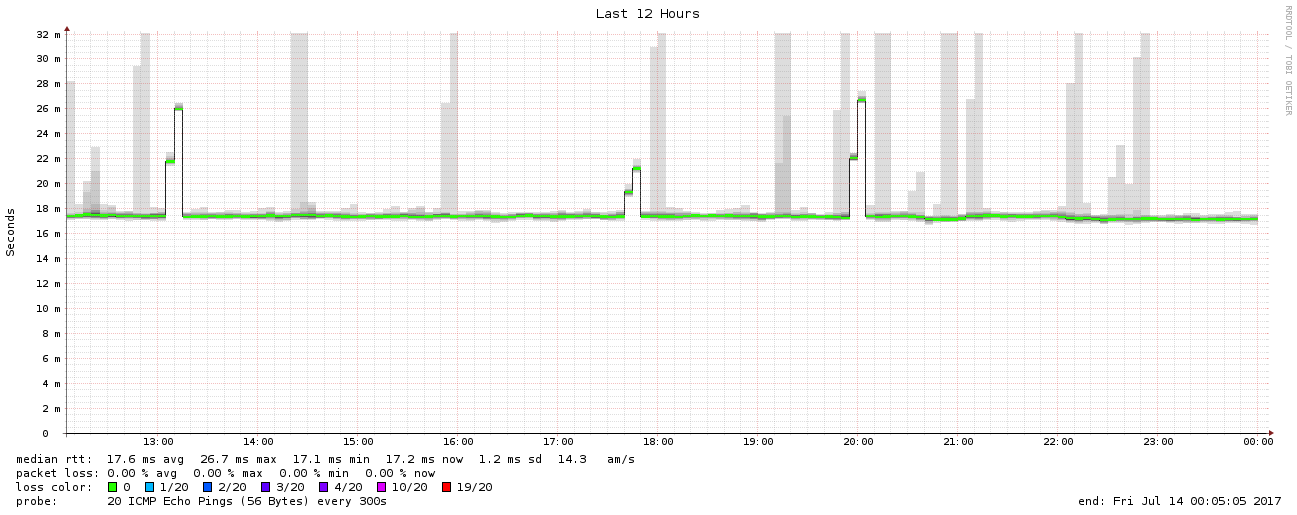 Last 12 Hours
RRDTOOL / TOBI OETIKER
Seconds
32 m
30 m
28 m
26 m
24 m
22 m
20 m
18 m
16 m
14 m
12 m
10 m
8 m
6 m
4 m
2 m
0
13:00 14:00 15:00 16:00 17:00 18:00 19:00 20:00 21:00 22:00 23:00 00:00
median rtt: 17.6 ms avg 26.7 ms max 17.1 ms min 17.2 ms now 1.2 ms sd 14.3 am/s
packet loss: 0.00 % avg 0.00 % max 0.00 % min 0.00 % now
loss color: 0 1/20 2/20 3/20 4/20 10/20 19/20
probe: 20 ICMP Echo Pings (56 Bytes) every 300s end: Fri Jul 14 00:05:05 2017